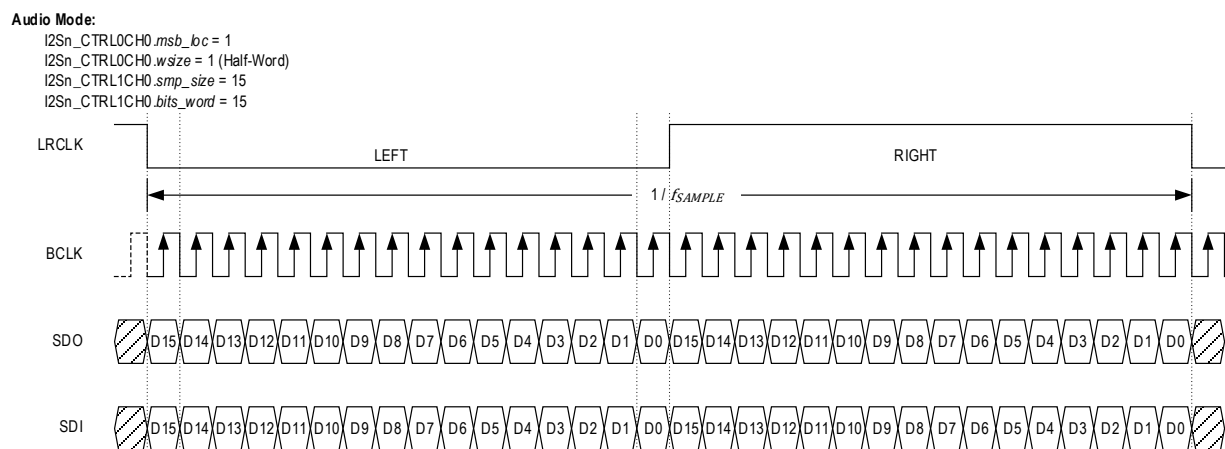 Audio Mode:
I2Sn_CTRL0CH0.msb_loc = 1
I2Sn_CTRL0CH0.wsize = 1 (Half-Word)
I2Sn_CTRL1CH0.smp_size = 15
I2Sn_CTRL1CH0.bits_word = 15
LRCLK LEFT RIGHT
1 / fSAMPLE
BCLK
SDO D15 D14 D13 D12 D11 D10 D9 D8 D7 D6 D5 D4 D3 D2 D1 D0 D15 D14 D13 D12 D11 D10 D9 D8 D7 D6 D5 D4 D3 D2 D1 D0
SDI D15 D14 D13 D12 D11 D10 D9 D8 D7 D6 D5 D4 D3 D2 D1 D0 D15 D14 D13 D12 D11 D10 D9 D8 D7 D6 D5 D4 D3 D2 D1 D0